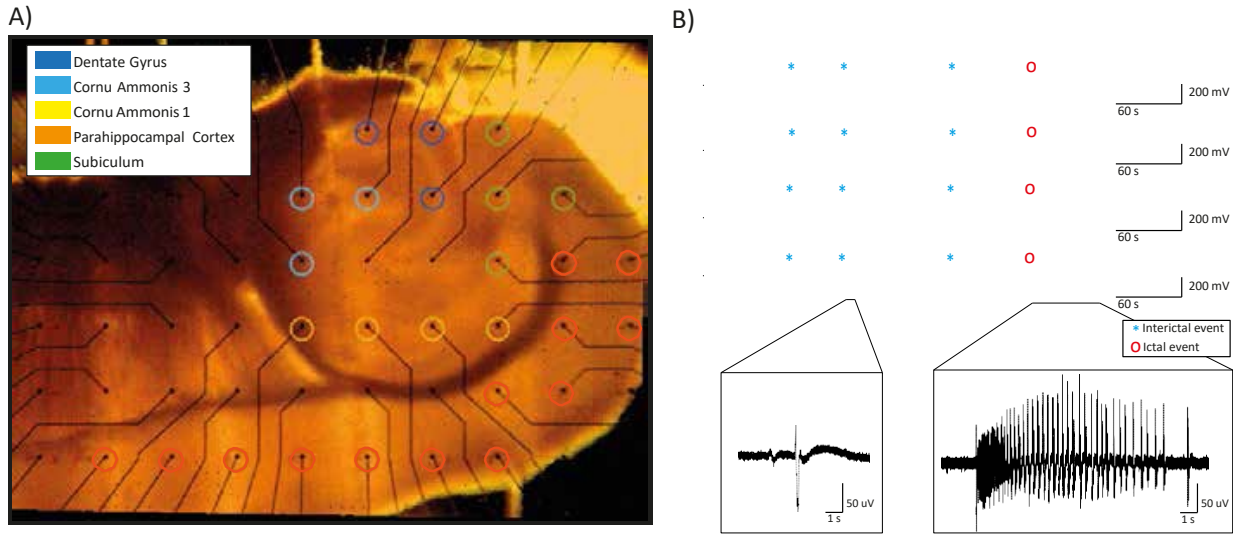 A)
Dentate Gyrus
Cornu Ammonis 3
Cornu Ammonis 1
Parahippocampal Cortex
Subiculum
B)
* * * O
200 mV
60 s
* * * O
200 mV
60 s
* * * O
200 mV
60 s
* * * O
200 mV
60 s
* Interictal event
O Ictal event
50 uV
1 s
50 uV
1 s